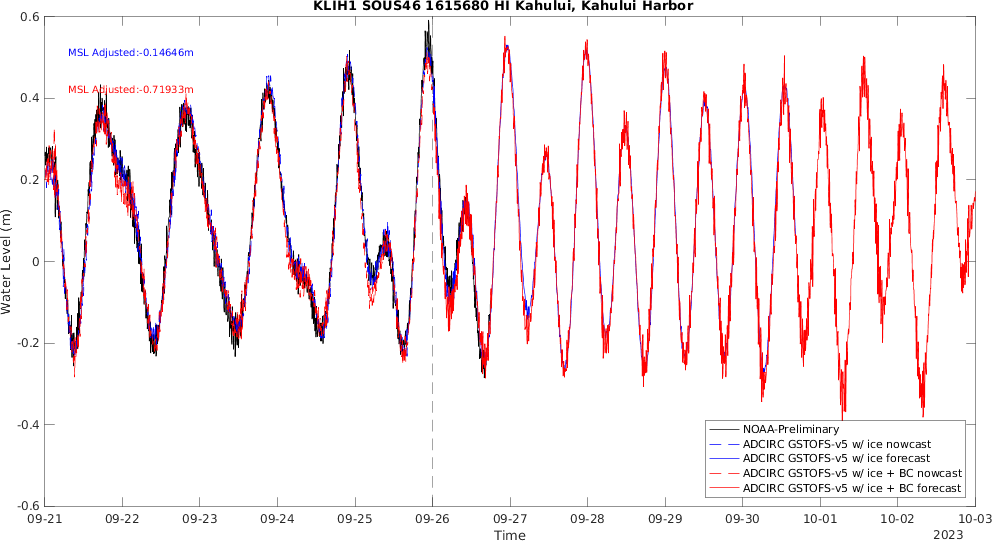 KLIH1 SOUS46 1615680 HI Kahului, Kahului Harbor
MSL Adjusted:-0.14646m
MSL Adjusted:-0.71933m
Water Level (m)
0.6
0.4
0.2
0
-0.2
-0.4
-0.6
NOAA-Preliminary
ADCIRC GSTOFS-v5 w/ ice nowcast
ADCIRC GSTOFS-v5 w/ ice forecast
ADCIRC GSTOFS-v5 w/ ice + BC nowcast
ADCIRC GSTOFS-v5 w/ ice + BC forecast
09-21 09-22 09-23 09-24 09-25 09-26 09-27 09-28 09-29 09-30 10-01 10-02 10-03
Time
2023